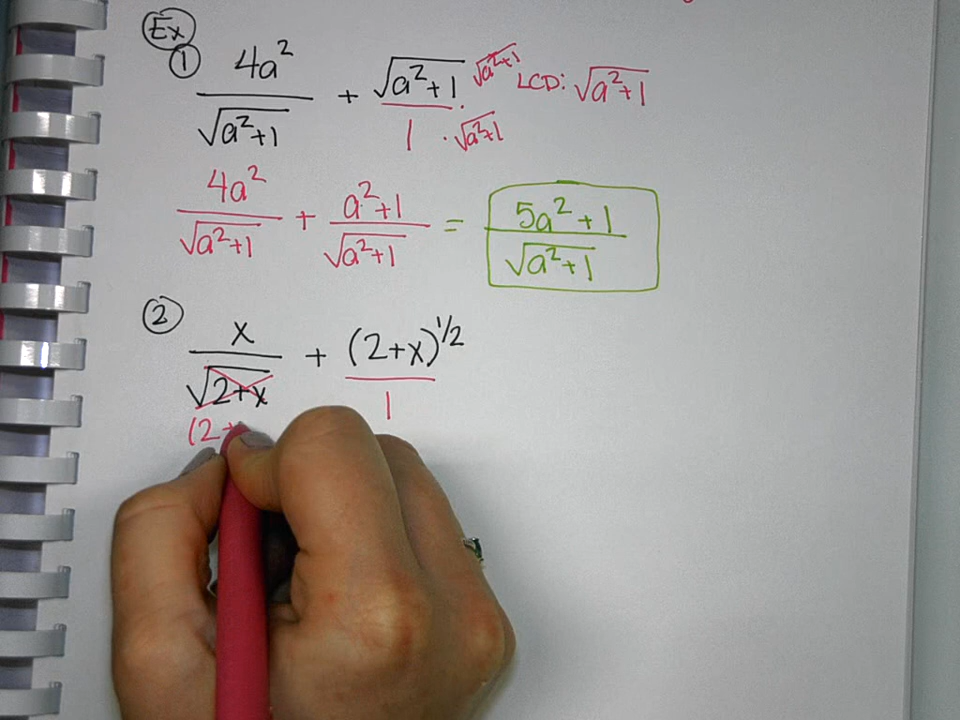 Ex
① 4a²/√(a²+1) + √(a²+1)/1 · √(a²+1)/√(a²+1) LCD: √(a²+1)
4a²/√(a²+1) + (a²+1)/√(a²+1) = (5a²+1)/√(a²+1)
② x/√(2+x) + (2+x)^1/2 / 1
(2+